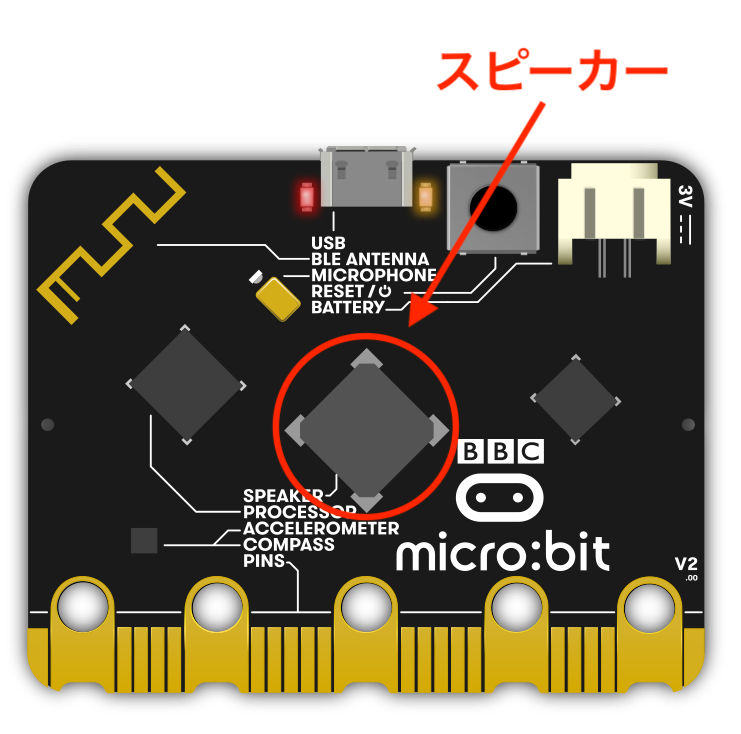 スピーカー
3V
USB
BLE ANTENNA
MICROPHONE
RESET /
BATTERY
BBC
SPEAKER
PROCESSOR
ACCELEROMETER
COMPASS
PINS
micro:bit
V2
.00